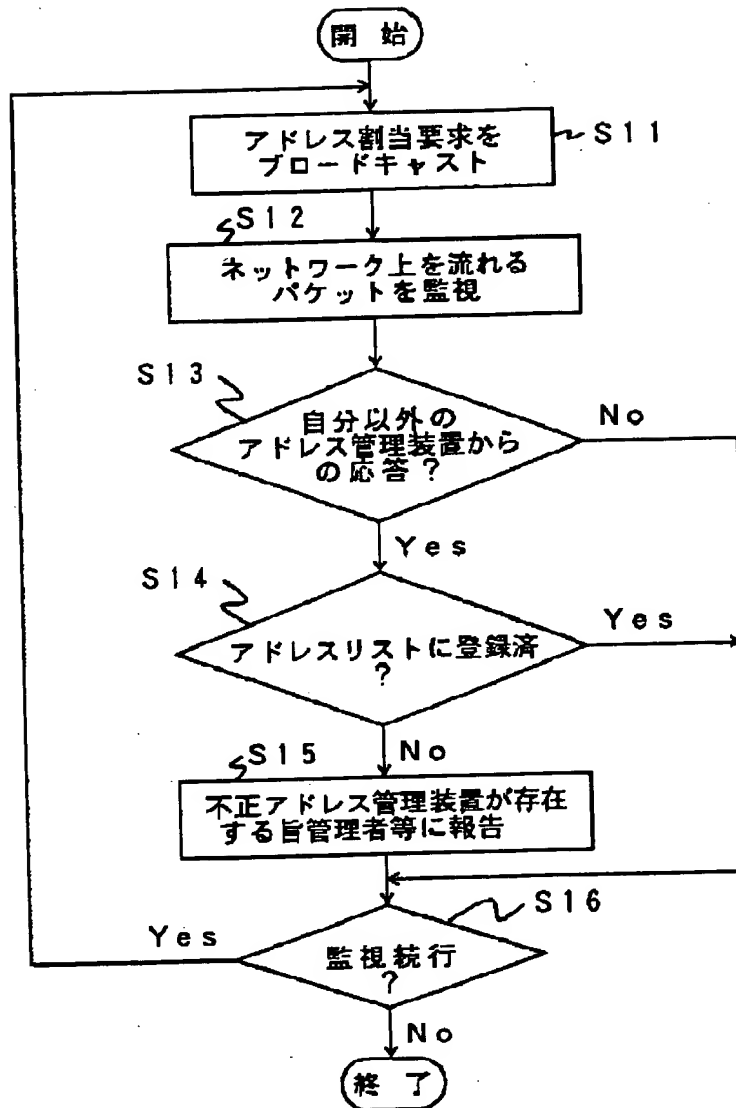 開 始
アドレス割当要求を
ブロードキャスト
S11
S12
ネットワーク上を流れる
パケットを監視
S13
自分以外の
アドレス管理装置から
の応答？
No
Yes
S14
アドレスリストに登録済
？
Yes
No
S15
不正アドレス管理装置が存在
する旨管理者等に報告
S16
監視続行
？
Yes
No
終 了